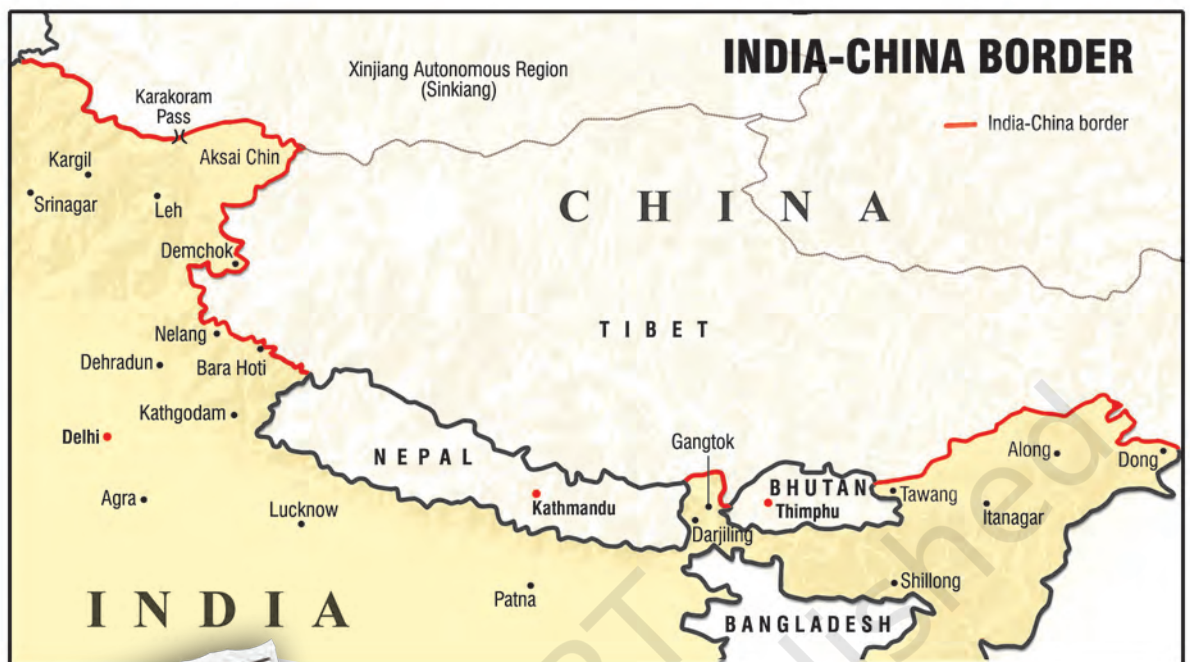 INDIA-CHINA BORDER
India-China border
Xinjiang Autonomous Region
(Sinkiang)
Karakoram
Pass
Aksai Chin
Kargil
Srinagar
Leh
Demchok
CHINA
TIBET
Nelang
Dehradun
Bara Hoti
Kathgodam
Delhi
NEPAL
Gangtok
Along
Dong
BHUTAN
Tawang
Agra
Lucknow
Kathmandu
Thimphu
Itanagar
Darjiling
Shillong
Patna
INDIA
BANGLADESH